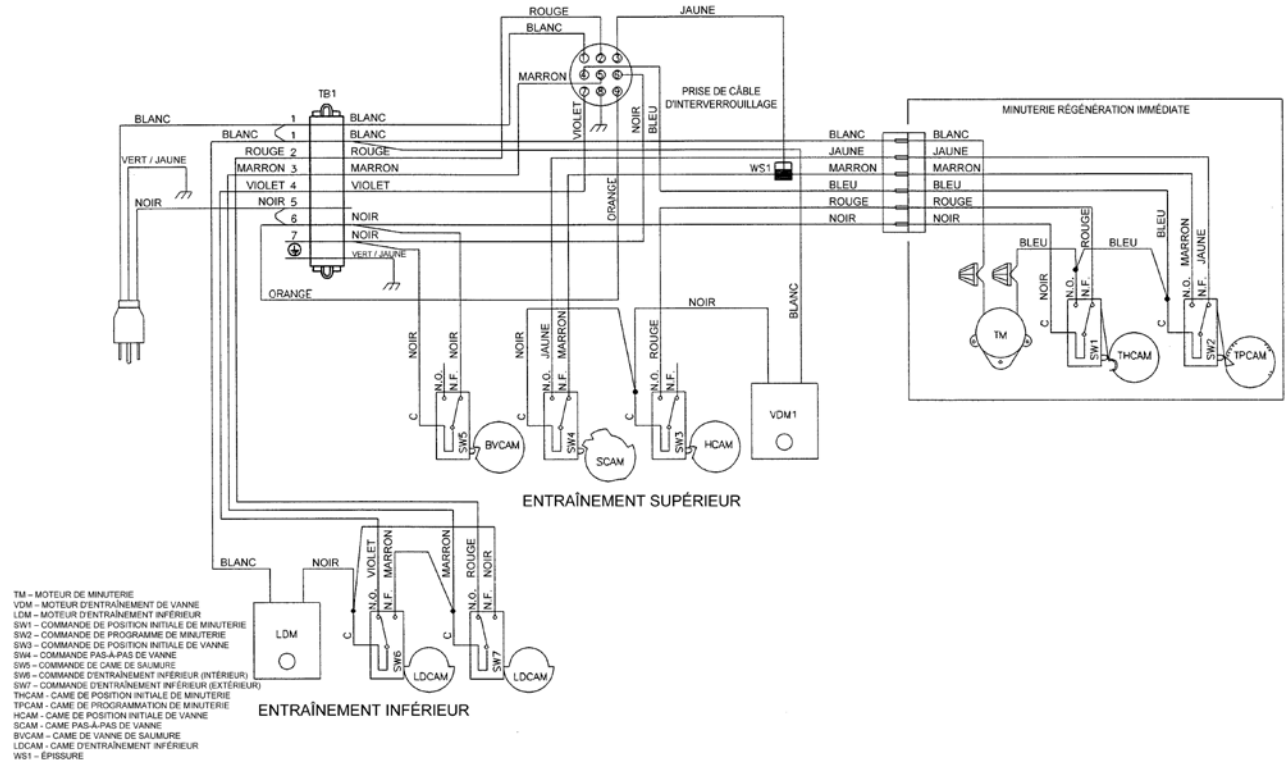 ROUGE
BLANC
JAUNE
1 2 3
4 5 6
7 8 9
MARRON
PRISE DE CÂBLE
D'INTERVERROUILLAGE
VIOLET
NOIR
BLEU
ORANGE
TB1
BLANC
VERT / JAUNE
NOIR
1 BLANC
BLANC 1 BLANC
ROUGE 2 ROUGE
MARRON 3 MARRON
VIOLET 4 VIOLET
NOIR 5
6 NOIR
7 NOIR
VERT / JAUNE
ORANGE
WS1
BLANC
JAUNE
MARRON
BLEU
ROUGE
NOIR
MINUTERIE RÉGÉNÉRATION IMMÉDIATE
BLANC
JAUNE
MARRON
BLEU
ROUGE
NOIR
BLEU
ROUGE
BLEU
BLEU
MARRON
JAUNE
NOIR
N.O.
N.F.
C
SW1
TM
THCAM
N.O.
N.F.
C
SW2
TPCAM
NOIR
NOIR
N.O.
N.F.
C
SW5
BVCAM
NOIR
JAUNE
MARRON
N.O.
N.F.
C
SW4
SCAM
NOIR
ROUGE
N.O.
N.F.
C
SW3
HCAM
BLANC
VDM1
ENTRAÎNEMENT SUPÉRIEUR
BLANC
NOIR
LDM
VIOLET
MARRON
N.O.
N.F.
C
SW6
LDCAM
MARRON
ROUGE
NOIR
N.O.
N.F.
C
SW7
LDCAM
ENTRAÎNEMENT INFÉRIEUR
TM – MOTEUR DE MINUTERIE
VDM – MOTEUR D'ENTRAÎNEMENT DE VANNE
LDM – MOTEUR D'ENTRAÎNEMENT INFÉRIEUR
SW1 – COMMANDE DE POSITION INITIALE DE MINUTERIE
SW2 – COMMANDE DE PROGRAMME DE MINUTERIE
SW3 – COMMANDE DE POSITION INITIALE DE VANNE
SW4 – COMMANDE PAS-À-PAS DE VANNE
SW5 – COMMANDE DE CAME DE SAUMURE
SW6 – COMMANDE D'ENTRAÎNEMENT INFÉRIEUR (INTÉRIEUR)
SW7 – COMMANDE D'ENTRAÎNEMENT INFÉRIEUR (EXTÉRIEUR)
THCAM - CAME DE POSITION INITIALE DE MINUTERIE
TPCAM - CAME DE PROGRAMMATION DE MINUTERIE
HCAM - CAME DE POSITION INITIALE DE VANNE
SCAM - CAME PAS-À-PAS DE VANNE
BVCAM – CAME DE VANNE DE SAUMURE
LDCAM - CAME D'ENTRAÎNEMENT INFÉRIEUR
WS1 – ÉPISSURE